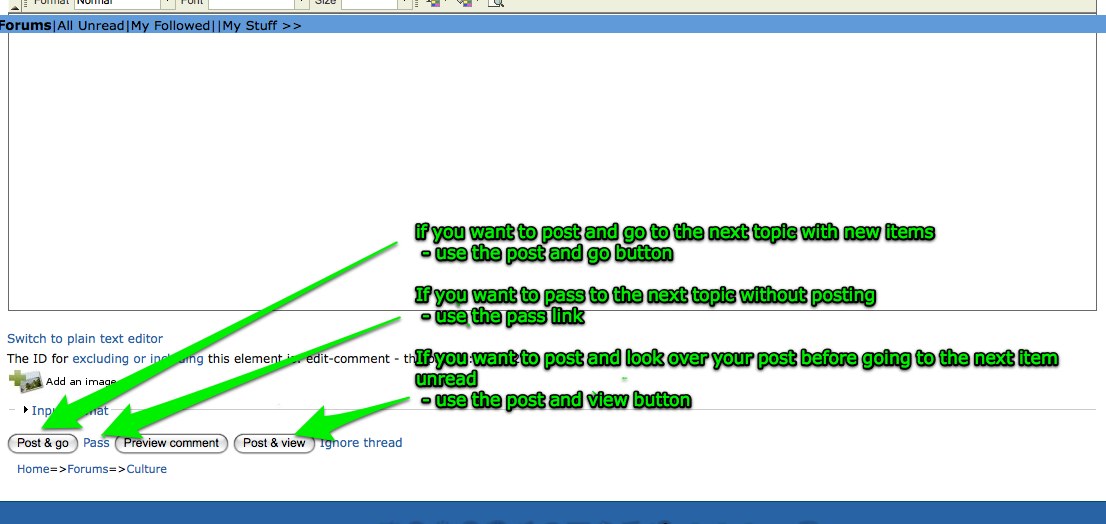 Format Normal Font Size
Forums|All Unread|My Followed||My Stuff >>
if you want to post and go to the next topic with new items
- use the post and go button
If you want to pass to the next topic without posting
- use the pass link
Switch to plain text editor
The ID for excluding or including this element is: edit-comment - th
If you want to post and look over your post before going to the next item
unread
- use the post and view button
Add an image
Input format
Post & go Pass Preview comment Post & view Ignore thread
Home=>Forums=>Culture